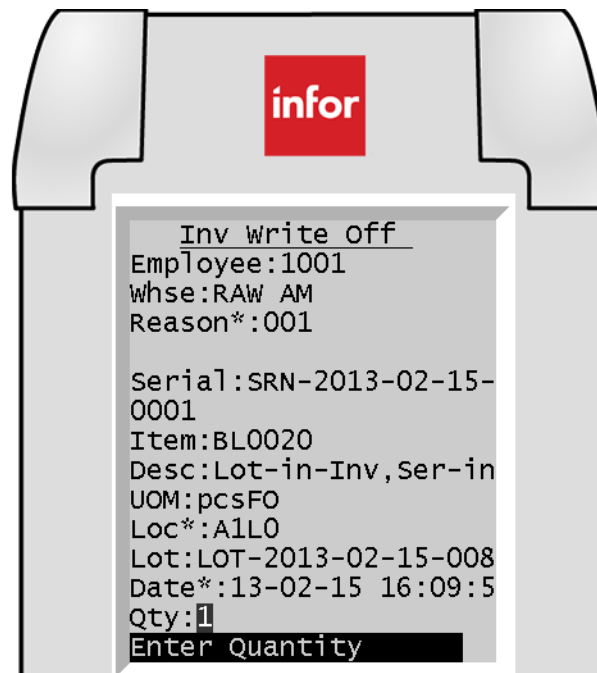 infor
Inv Write Off
Employee:1001
Whse:RAW AM
Reason*:001
Serial:SRN-2013-02-15-
0001
Item:BL0020
Desc:Lot-in-Inv,Ser-in
UOM:pcsFO
Loc*:A1L0
Lot:LOT-2013-02-15-008
Date*:13-02-15 16:09:5
Qty:1
Enter Quantity